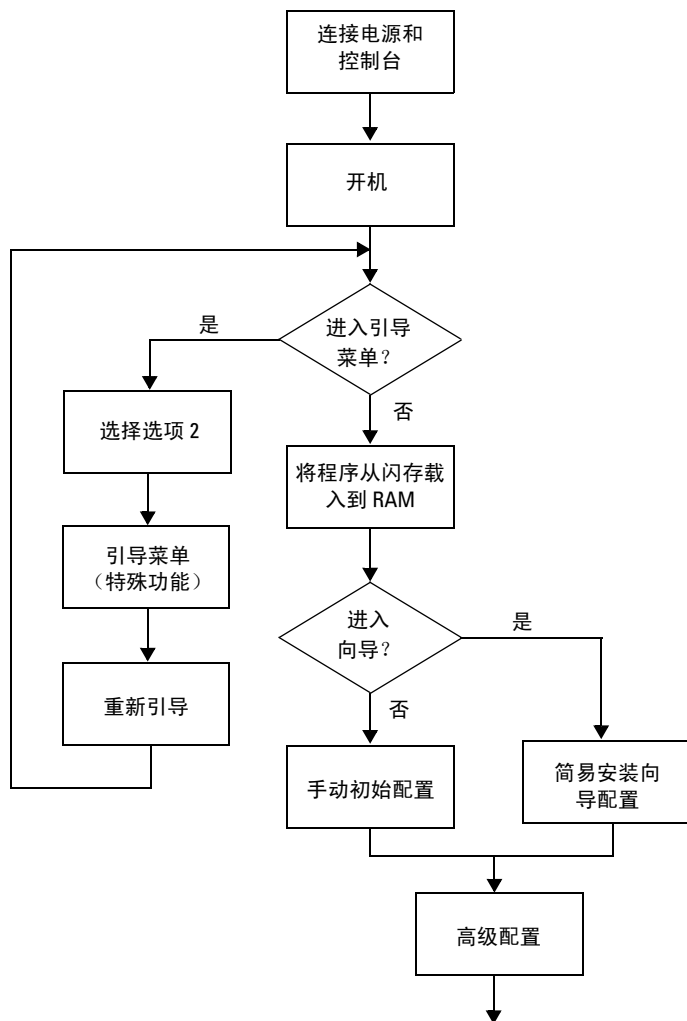 连接电源和
控制台
开机
进入引导
菜单？
是
否
选择选项 2
将程序从闪存载
入到 RAM
引导菜单
（特殊功能）
进入
向导？
是
否
重新引导
手动初始配置
简易安装向
导配置
高级配置